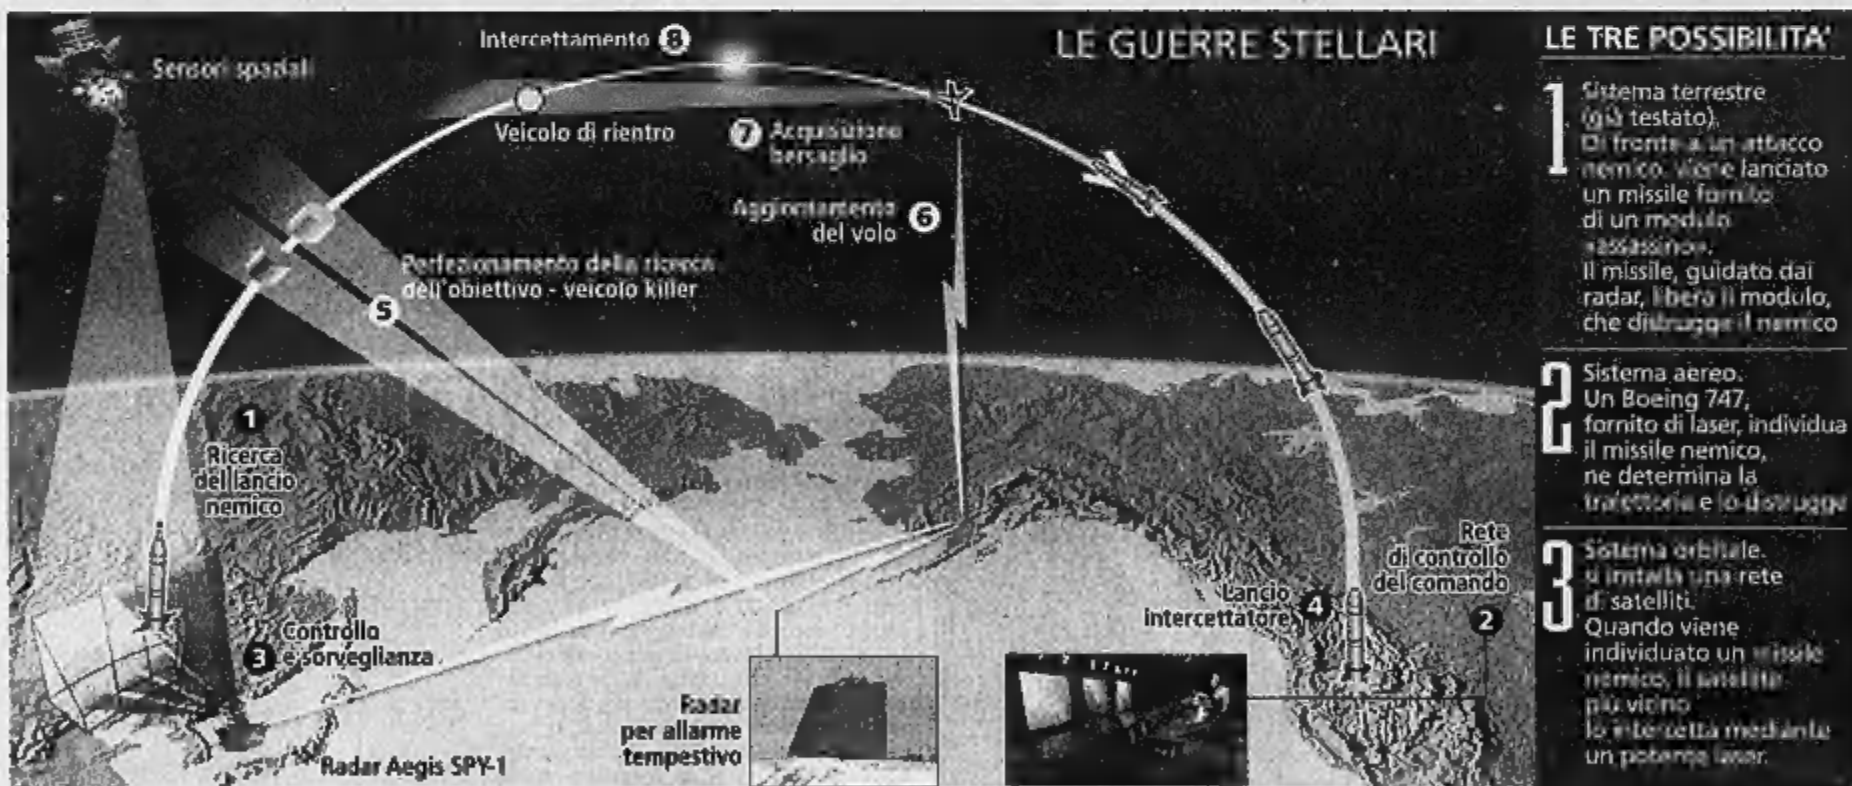 LE GUERRE STELLARI
Sensori spaziali
Intercettamento 8
Veicolo di rientro
7 Acquisizione
bersaglio
Aggiornamento
del volo 6
Perfezionamento della ricerca
dell'obiettivo - veicolo killer
5
1
Ricerca
del lancio
nemico
3 Controllo
e sorveglianza
Radar Aegis SPY-1
Radar
per allarme
tempestivo
Lancio
intercettatore 4
Rete
di controllo
del comando
2
LE TRE POSSIBILITA'
1 Sistema terrestre
(già testato).
Di fronte a un attacco
nemico, viene lanciato
un missile fornito
di un modulo
«assassino».
Il missile, guidato dai
radar, libera il modulo,
che distrugge il nemico
2 Sistema aereo.
Un Boeing 747,
fornito di laser, individua
il missile nemico,
ne determina la
traiettoria e lo distrugge
3 Sistema orbitale.
si installa una rete
di satelliti.
Quando viene
individuato un missile
nemico, il satellite
più vicino
lo intercetta mediante
un potente laser.